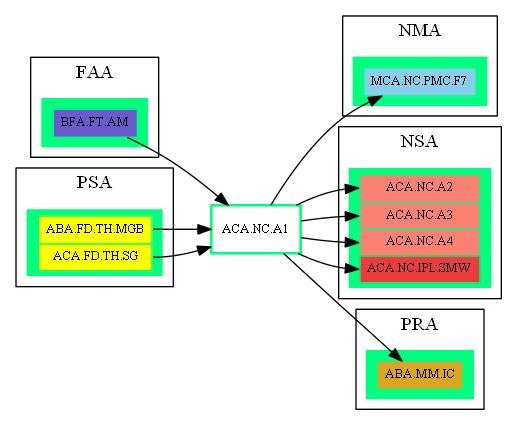 FAA
BFA.FT.AM
PSA
ABA.FD.TH.MGB
ACA.FD.TH.SG
ACA.NC.A1
NMA
MCA.NC.PMC.F7
NSA
ACA.NC.A2
ACA.NC.A3
ACA.NC.A4
ACA.NC.IPL.SMW
PRA
ABA.MM.IC